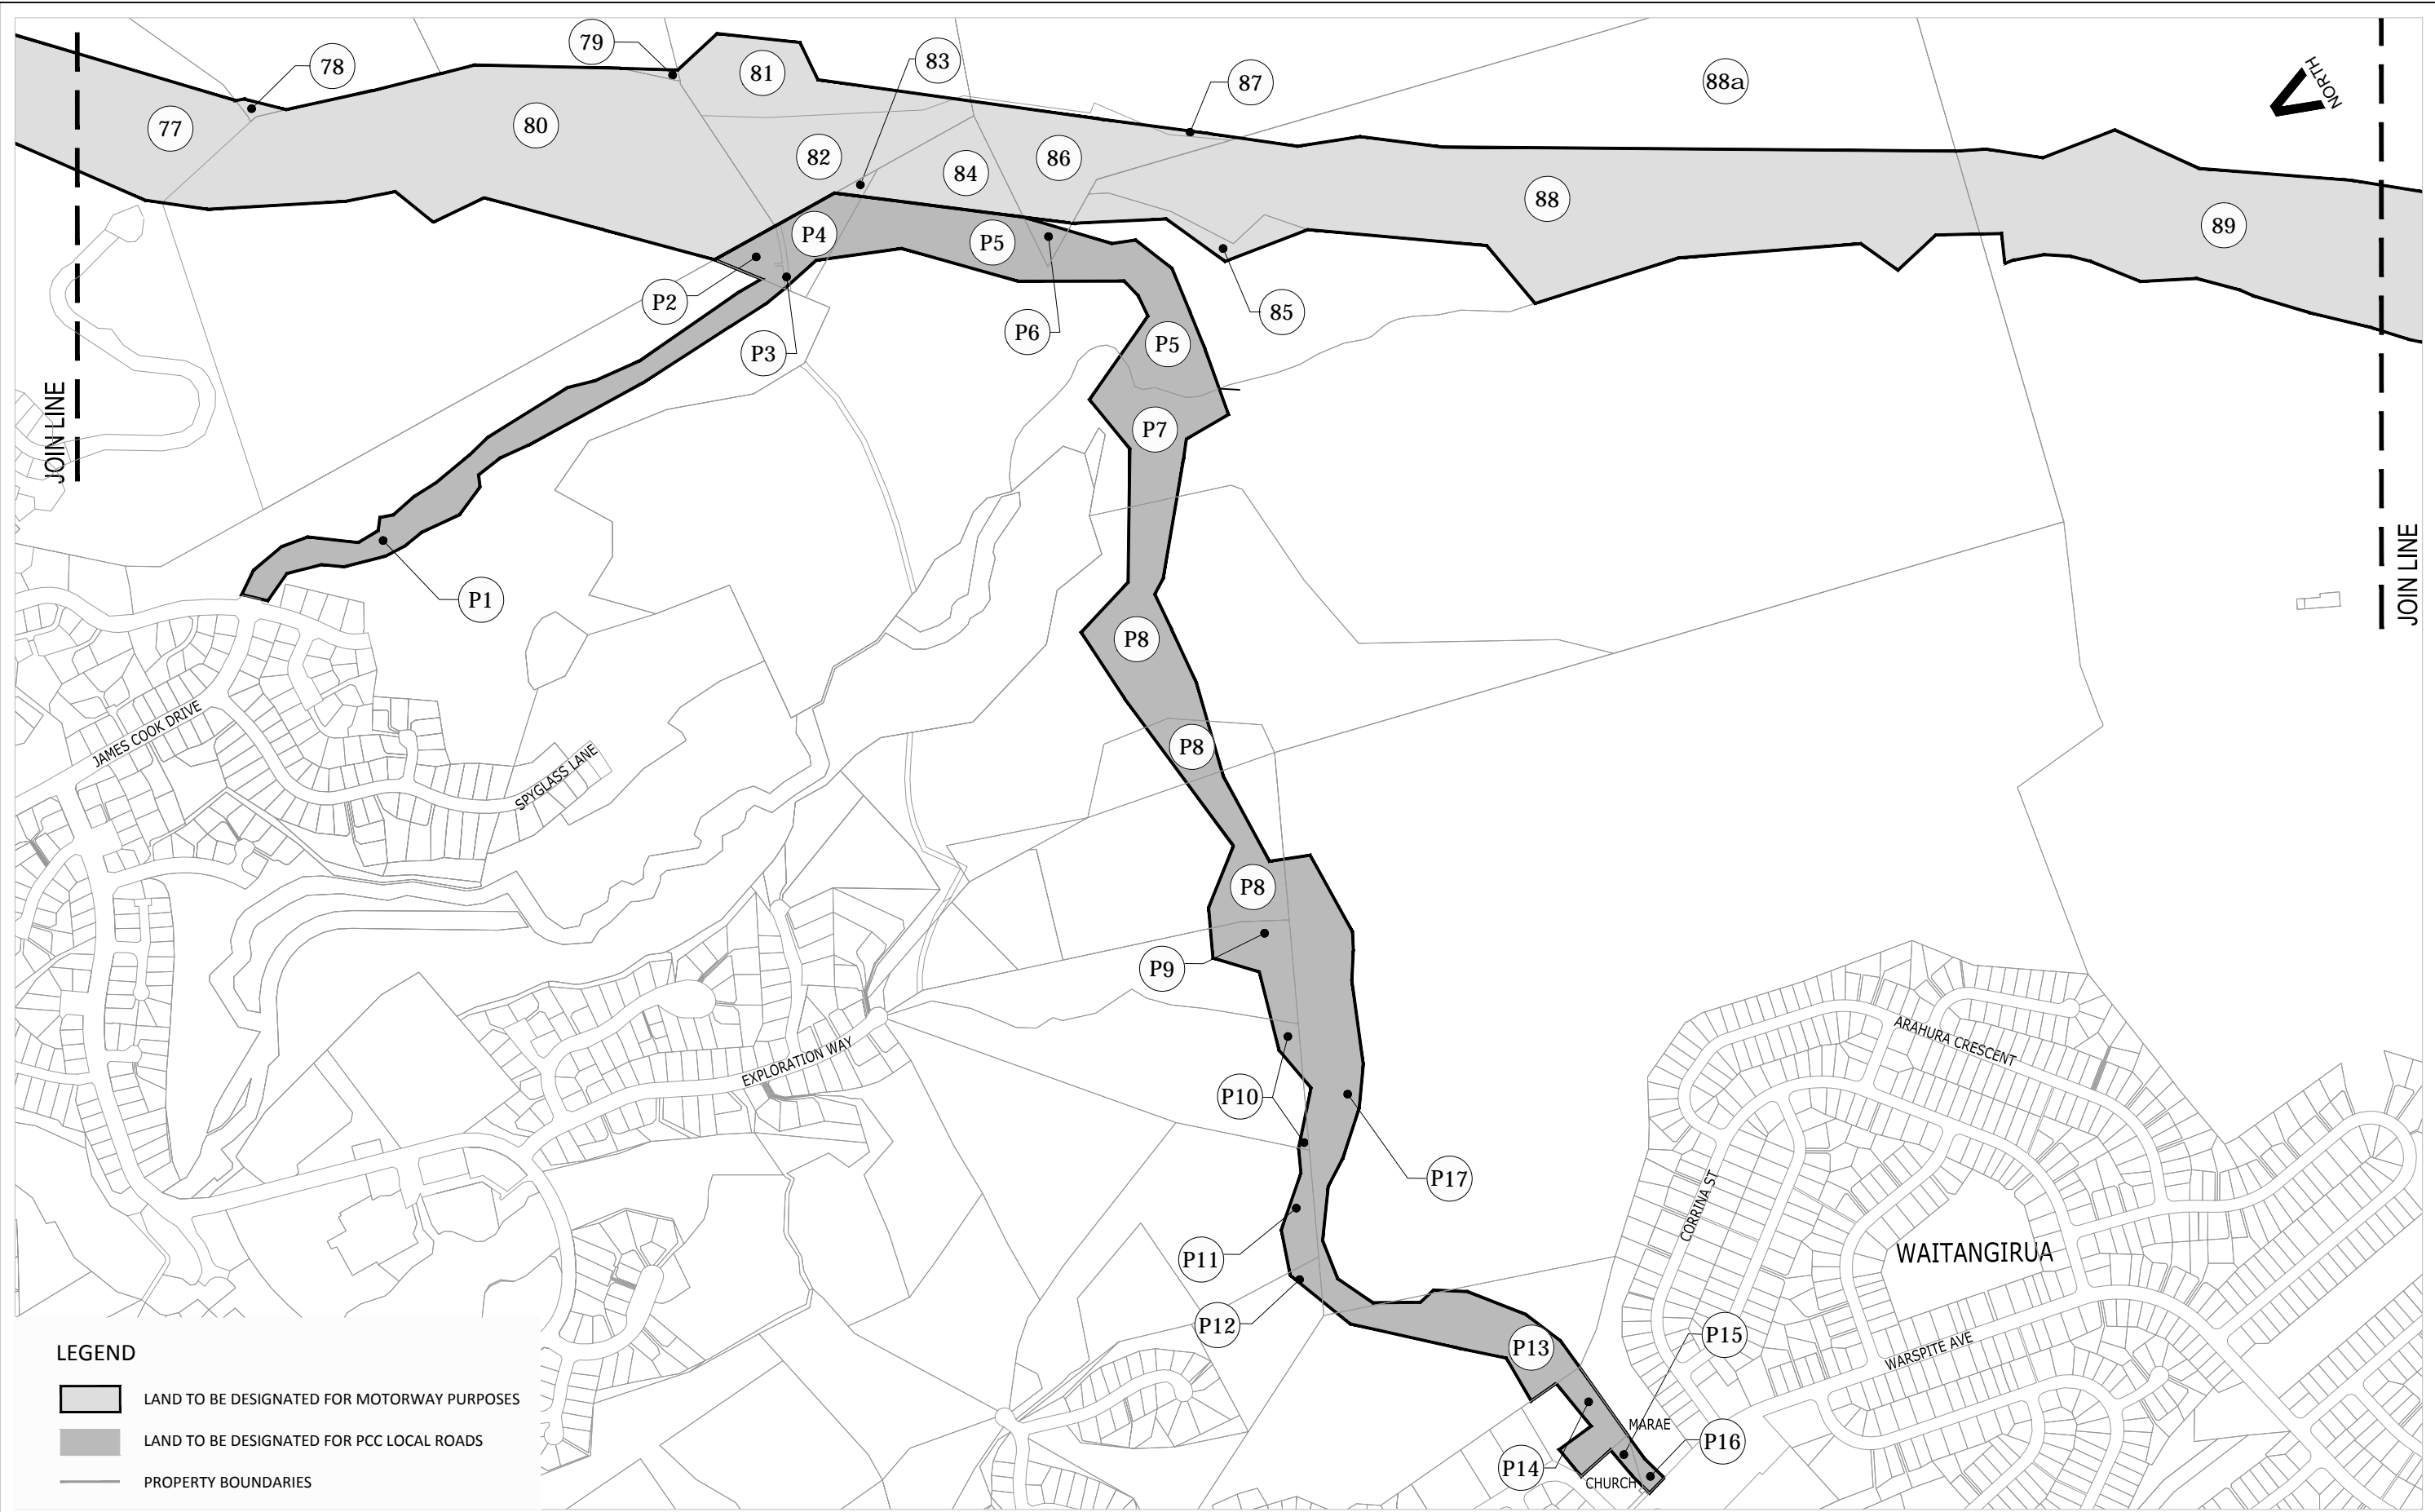 79
78
81
83
87
88a
NORTH
77
80
82
84
86
88
89
P4
P5
P2
P6
85
P3
P5
JOIN LINE
P7
JOIN LINE
P1
P8
JAMES COOK DRIVE
P8
SPYGLASS LANE
P8
P9
ARAHURA CRESCENT
EXPLORATION WAY
P10
P17
CORRINA ST
P11
WAITANGIRUA
P12
P15
P13
WARSPITE AVE
MARAE
P16
P14
CHURCH
LEGEND
LAND TO BE DESIGNATED FOR MOTORWAY PURPOSES
LAND TO BE DESIGNATED FOR PCC LOCAL ROADS
PROPERTY BOUNDARIES